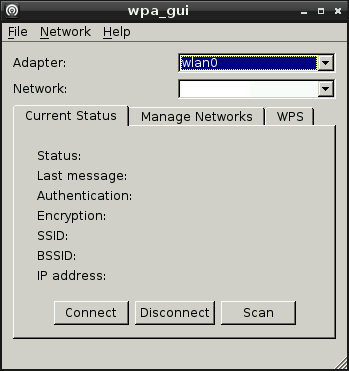 wpa_gui
File Network Help
Adapter: wlan0
Network:
Current Status Manage Networks WPS
Status:
Last message:
Authentication:
Encryption:
SSID:
BSSID:
IP address:
Connect Disconnect Scan